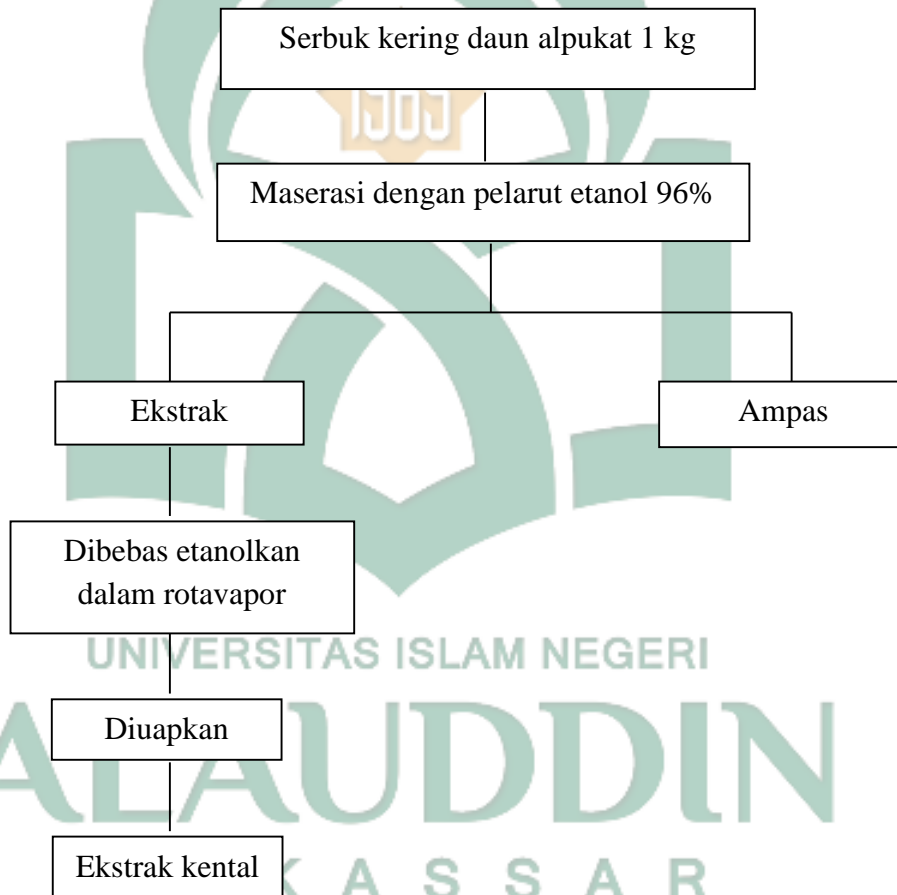 Serbuk kering daun alpukat 1 kg
1965
Maserasi dengan pelarut etanol 96%
Ekstrak
Ampas
Dibebas etanolkan
dalam rotavapor
UNIVERSITAS ISLAM NEGERI
Diuapkan
ALAUDDIN
Ekstrak kental
K A S S A R